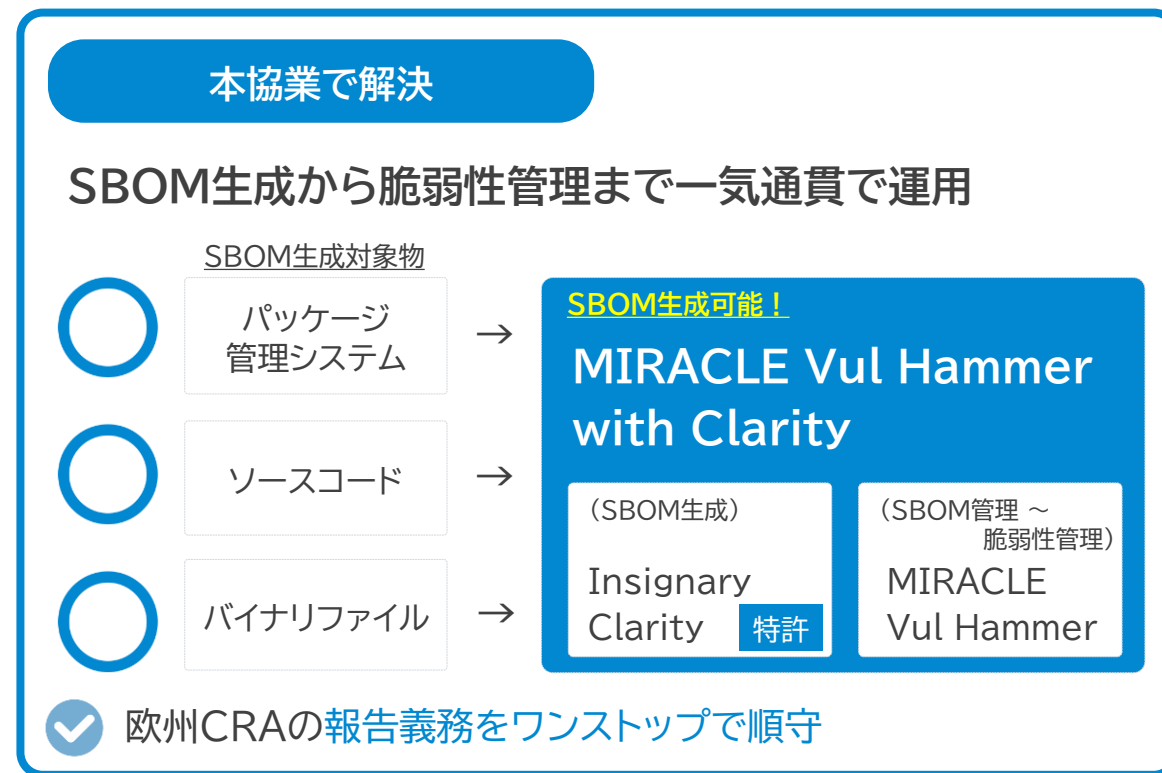 本協業で解決
SBOM生成から脆弱性管理まで一気通貫で運用
SBOM生成対象物
パッケージ
管理システム
→
ソースコード
→
バイナリファイル
→
SBOM生成可能！
MIRACLE Vul Hammer
with Clarity
（SBOM生成）
Insignary
Clarity
特許
（SBOM管理 ～
脆弱性管理）
MIRACLE
Vul Hammer
欧州CRAの報告義務をワンストップで順守